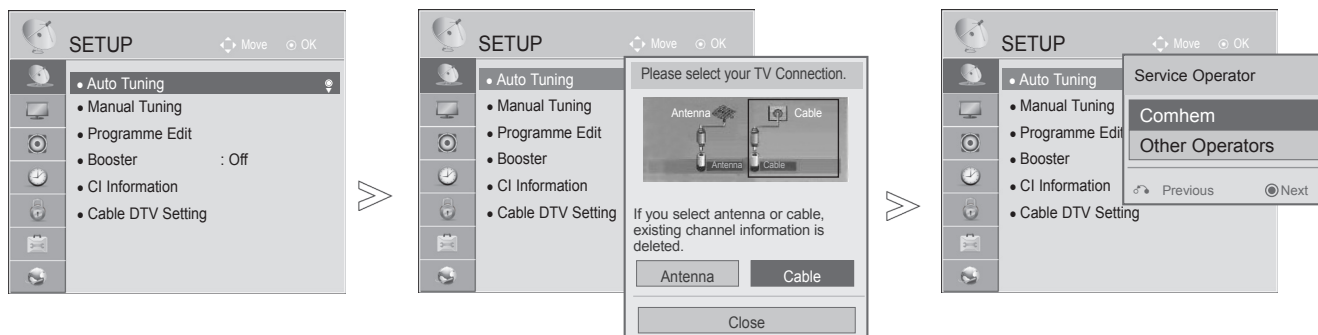 SETUP
Move OK
Auto Tuning
Manual Tuning
Programme Edit
Booster : Off
CI Information
Cable DTV Setting
SETUP
Move OK
Auto Tuning
Manual Tuning
Programme Edit
Booster
CI Information
Cable DTV Setting
Please select your TV Connection.
Antenna Cable
Antenna Cable
If you select antenna or cable,
existing channel information is
deleted.
Antenna Cable
Close
SETUP
Move OK
Auto Tuning
Manual Tuning
Programme Edit
Booster
CI Information
Cable DTV Setting
Service Operator
Comhem
Other Operators
Previous Next